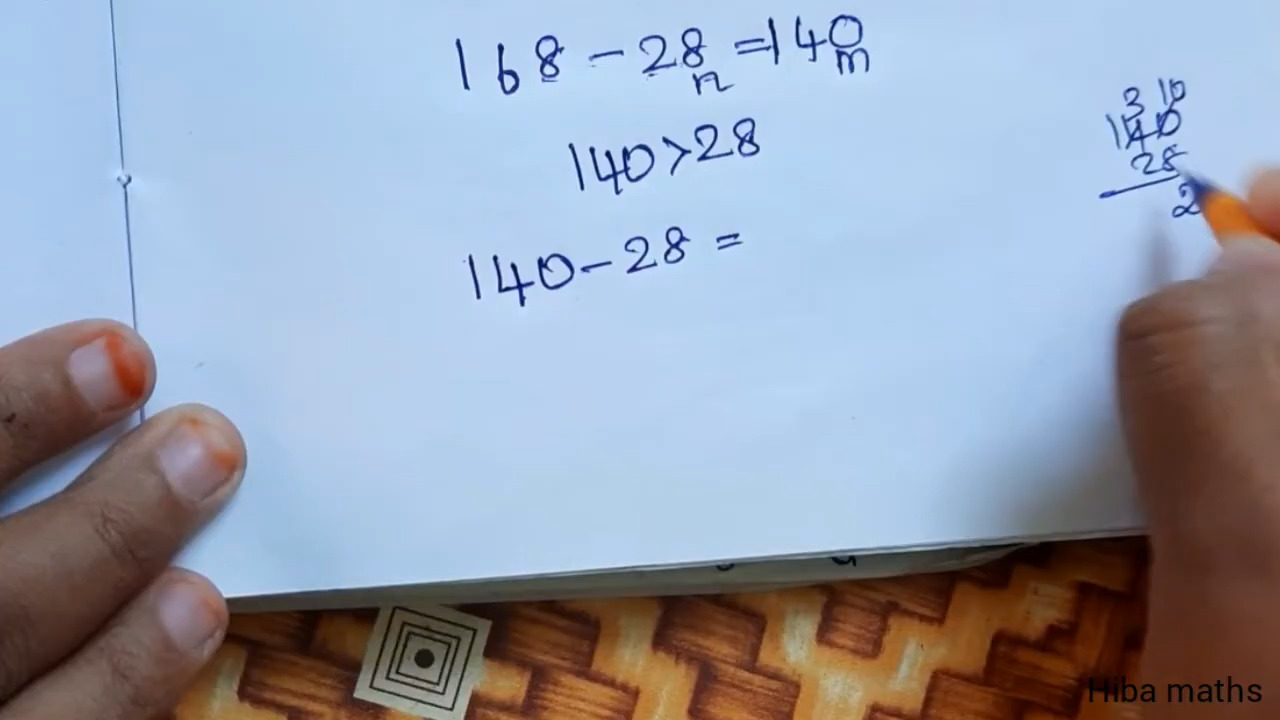 168 - 28 = 140
n m
140 > 28
140 - 28 =
3 10
140
28
2
Hiba maths